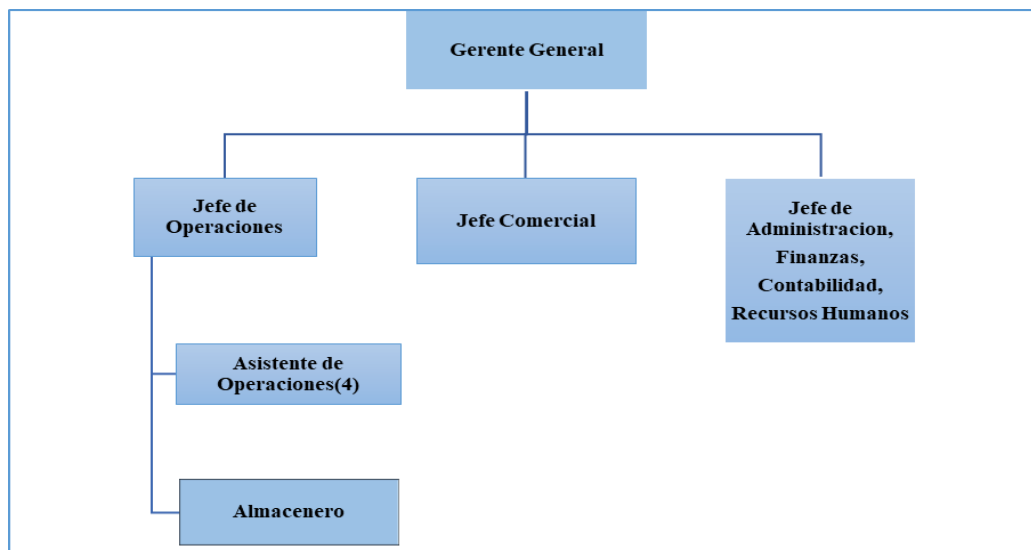 Gerente General
Jefe de
Operaciones
Jefe Comercial
Jefe de
Administracion,
Finanzas,
Contabilidad,
Recursos Humanos
Asistente de
Operaciones(4)
Almacenero